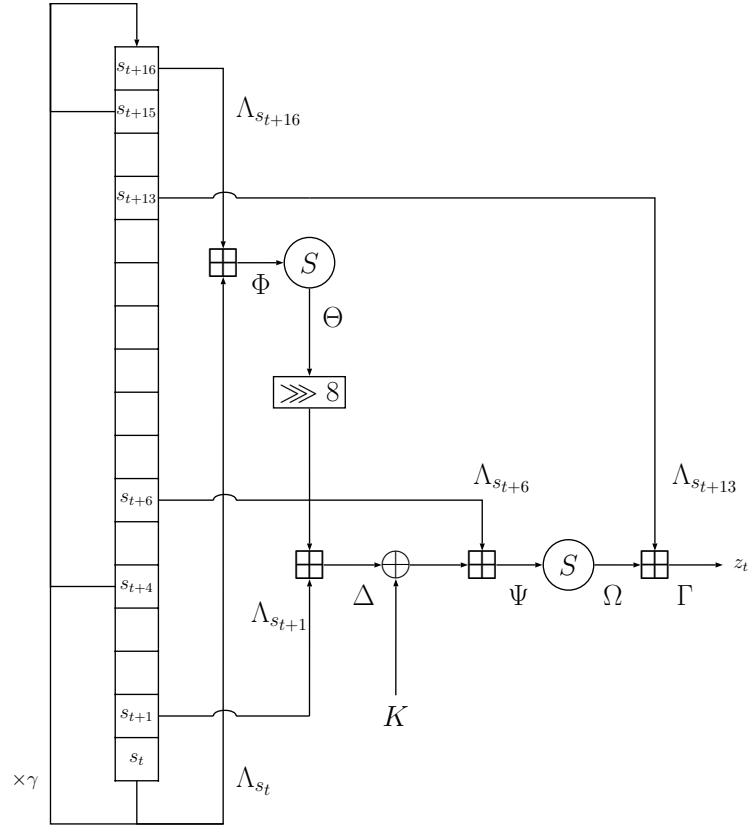 s_{t+16}
Λ_{s_{t+16}}
s_{t+15}
s_{t+13}
S
Φ
Θ
⋙ 8
Λ_{s_{t+6}}
Λ_{s_{t+13}}
s_{t+6}
S
z_t
s_{t+4}
Δ
Ψ
Ω
Γ
Λ_{s_{t+1}}
s_{t+1}
K
s_t
×γ
Λ_{s_t}